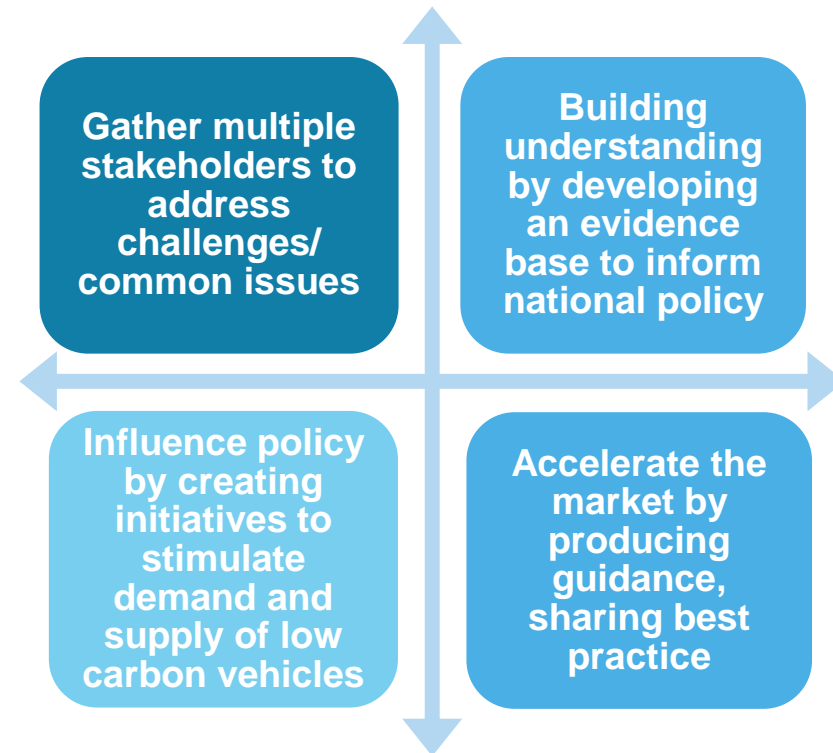 Gather multiple
stakeholders to
address
challenges/
common issues
Building
understanding
by developing
an evidence
base to inform
national policy
Influence policy
by creating
initiatives to
stimulate
demand and
supply of low
carbon vehicles
Accelerate the
market by
producing
guidance,
sharing best
practice